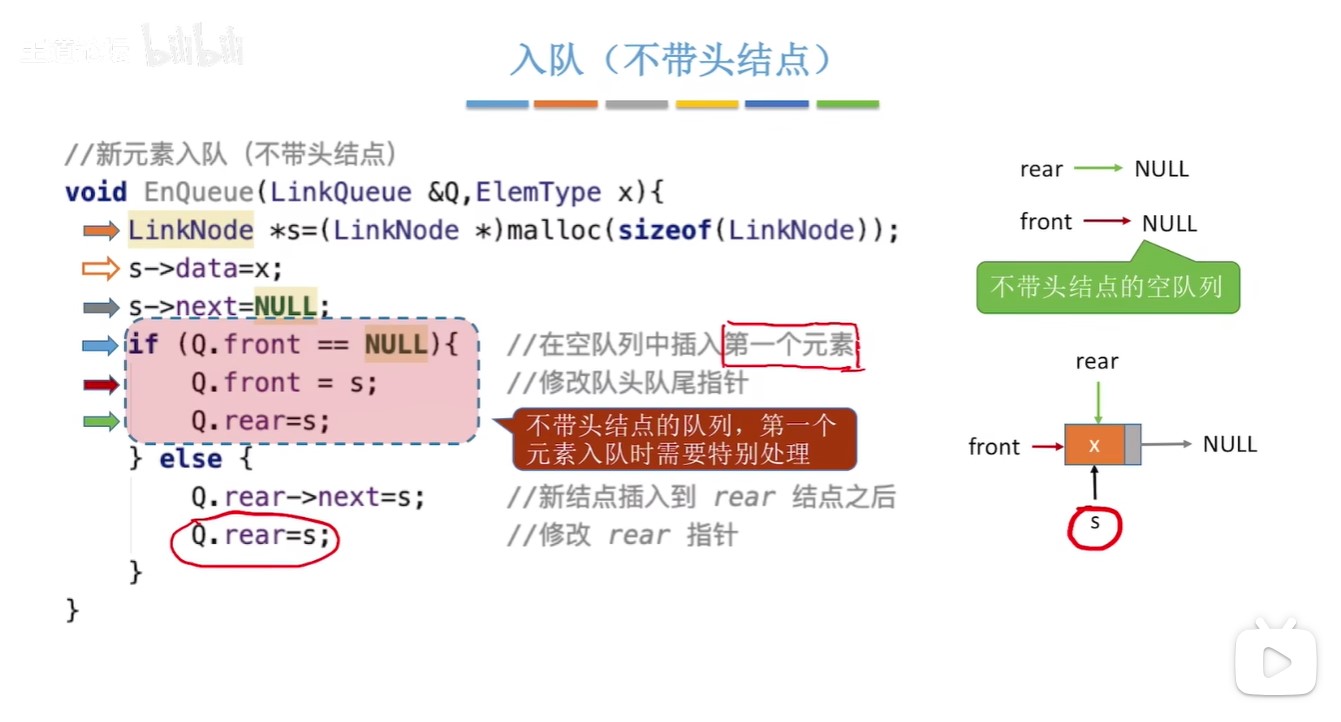 王道论坛 bilibili
入队（不带头结点）
//新元素入队（不带头结点）
void EnQueue(LinkQueue &Q,ElemType x){
LinkNode *s=(LinkNode *)malloc(sizeof(LinkNode));
s->data=x;
s->next=NULL;
if (Q.front == NULL){ //在空队列中插入第一个元素
Q.front = s; //修改队头队尾指针
Q.rear=s;
} else {
Q.rear->next=s; //新结点插入到 rear 结点之后
Q.rear=s; //修改 rear 指针
}
}
不带头结点的队列，第一个
元素入队时需要特别处理
rear NULL
front NULL
不带头结点的空队列
rear
front x NULL
s